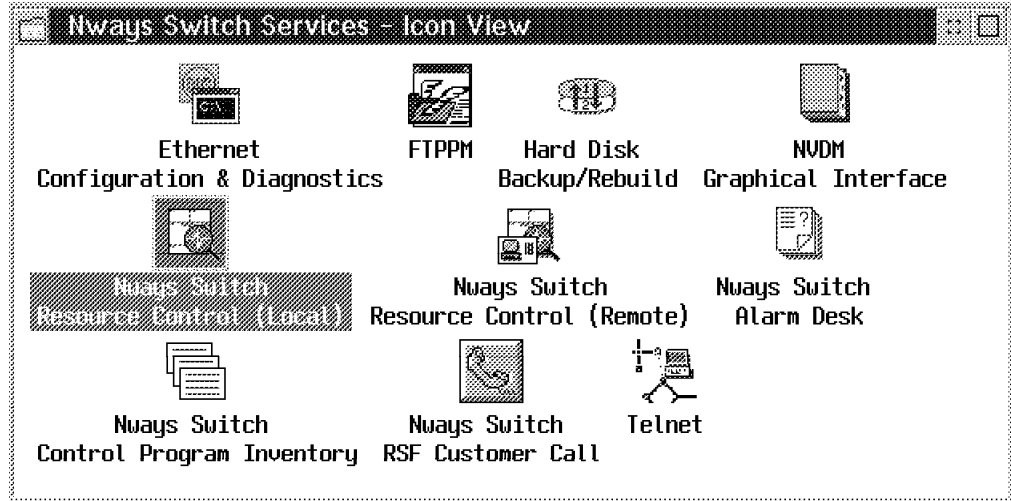 Nways Switch Services - Icon View
Ethernet
Configuration & Diagnostics
FTPPM
Hard Disk
Backup/Rebuild
NVDM
Graphical Interface
Nways Switch
Resource Control (Local)
Nways Switch
Resource Control (Remote)
Nways Switch
Alarm Desk
Nways Switch
Control Program Inventory
Nways Switch
RSF Customer Call
Telnet